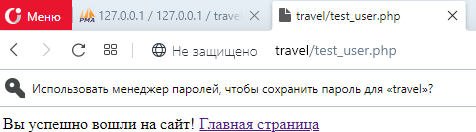 Меню
PMA 127.0.0.1 / 127.0.0.1 / trave
travel/test_user.php
Не защищено travel/test_user.php
Использовать менеджер паролей, чтобы сохранить пароль для «travel»?
Вы успешно вошли на сайт! Главная страница